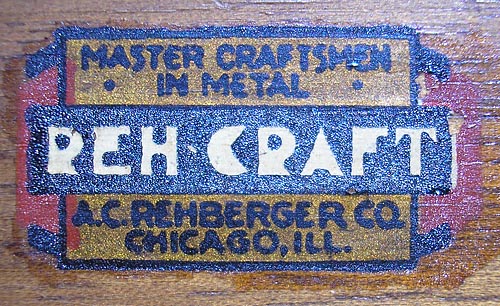 MASTER CRAFTSMEN
• IN METAL •
REH-CRAFT
A.C. REHBERGER CO.
CHICAGO, ILL.